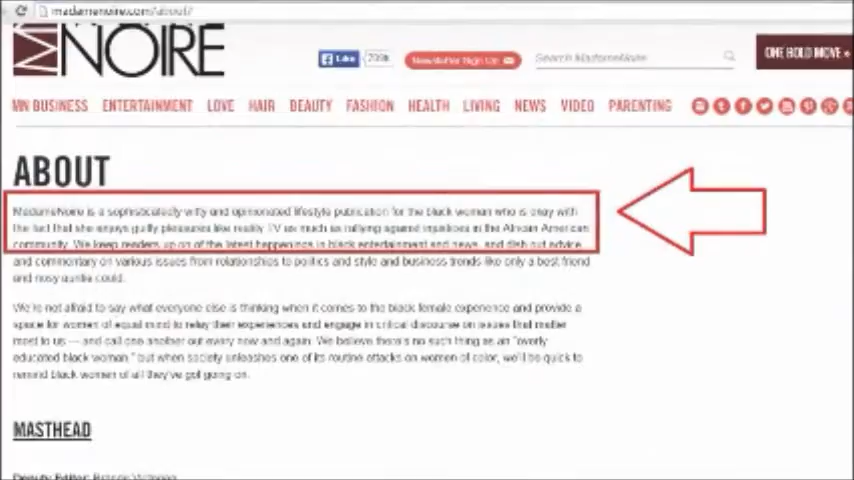 madamenoire.com/about/
NOIRE
Like
Newsletter Sign Up
Search MadameNoire
ONE BOLD MOVE
MN BUSINESS ENTERTAINMENT LOVE HAIR BEAUTY FASHION HEALTH LIVING NEWS VIDEO PARENTING
ABOUT
MadameNoire is a sophisticatedly witty and opinionated lifestyle publication for the black woman who is okay with
the fact that she enjoys guilty pleasures like reality TV as much as rallying against injustices in the African American
community. We keep readers up on of the latest happenings in black entertainment and news, and dish out advice
and commentary on various issues from relationships to politics and style and business trends like only a best friend
and nosy auntie could.
We're not afraid to say what everyone else is thinking when it comes to the black female experience and provide a
space for women of equal mind to relay their experiences and engage in critical discourse on issues that matter
most to us — and call one another out every now and again. We believe there's no such thing as an "overly
educated black woman," but when society unleashes one of its routine attacks on women of color, we'll be quick to
remind black women of all they've got going on.
MASTHEAD
Deputy Editor: